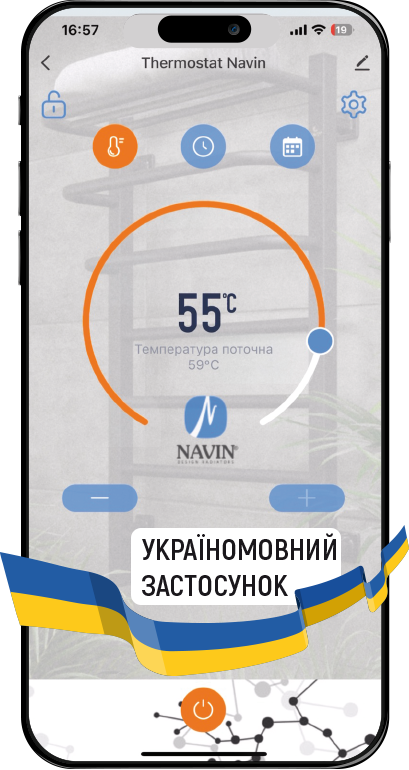 16:57
19
Thermostat Navin
55°C
Температура поточна
59°C
NAVIN®
DESIGN RADIATORS
УКРАЇНОМОВНИЙ
ЗАСТОСУНОК